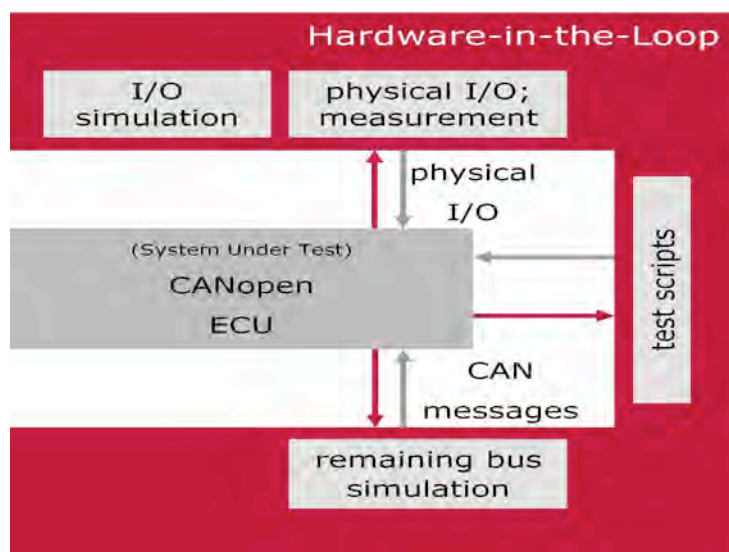 Hardware-in-the-Loop
I/O
simulation
physical I/O;
measurement
physical
I/O
(System Under Test)
CANopen
ECU
test scripts
CAN
messages
remaining bus
simulation